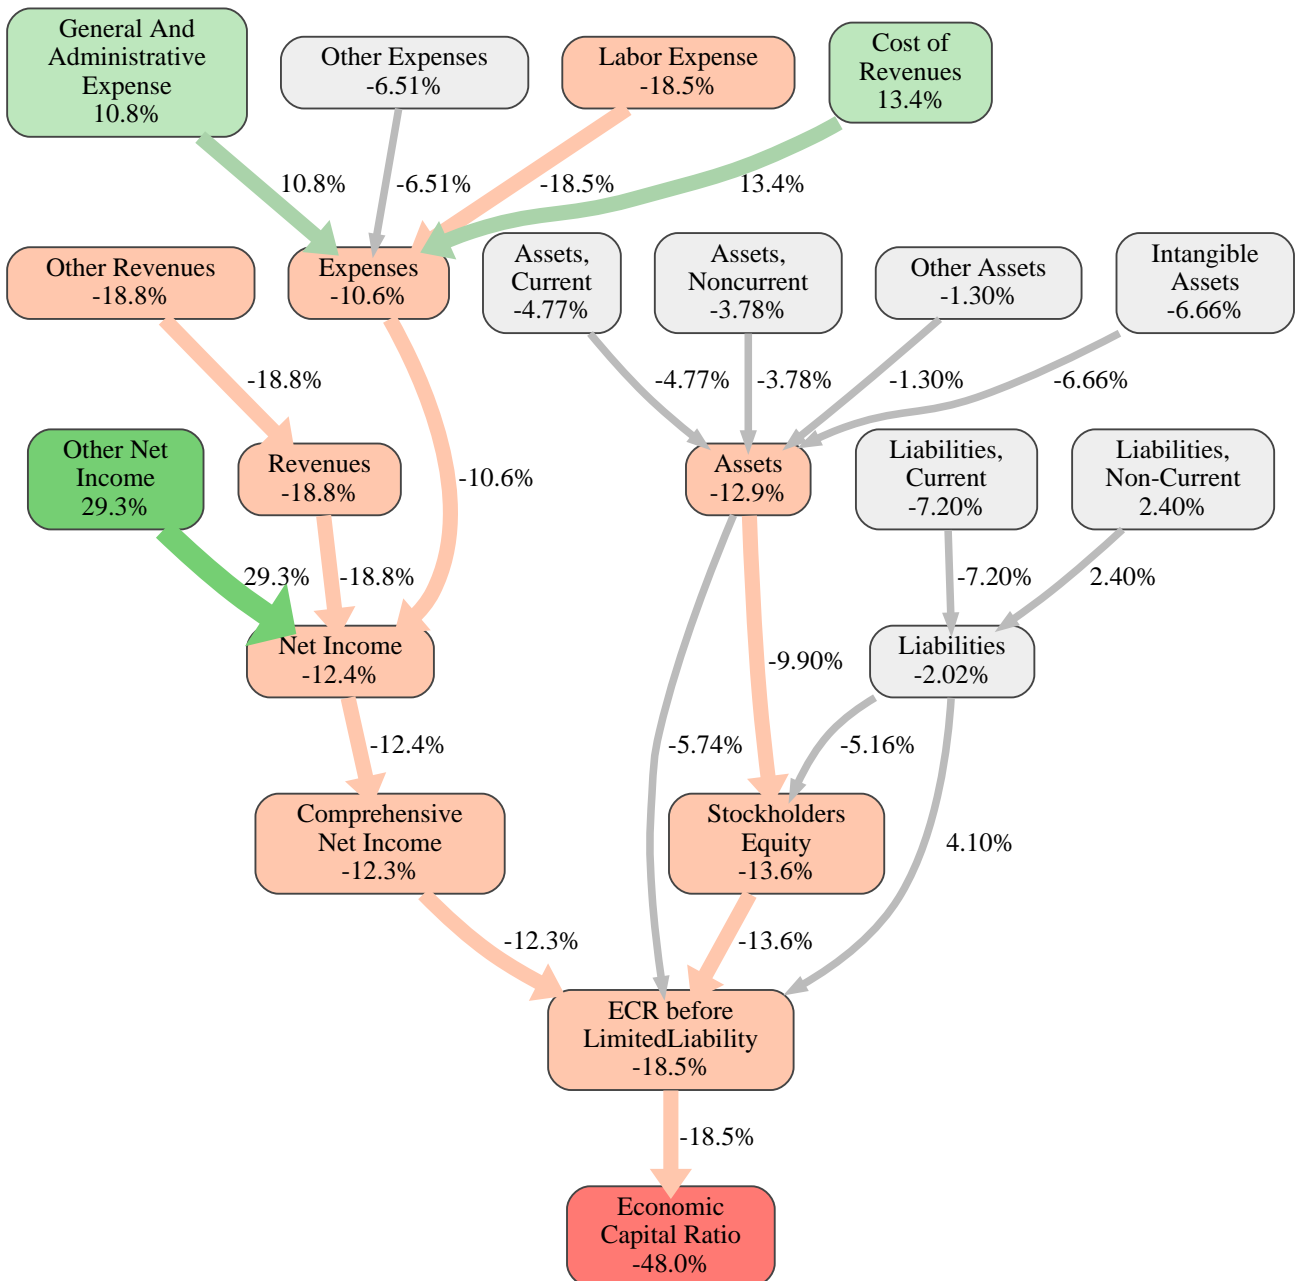 General And
Administrative
Expense
10.8%
Other Expenses
-6.51%
Labor Expense
-18.5%
Cost of
Revenues
13.4%
10.8%
-6.51%
-18.5%
13.4%
Other Revenues
-18.8%
Expenses
-10.6%
Assets,
Current
-4.77%
Assets,
Noncurrent
-3.78%
Other Assets
-1.30%
Intangible
Assets
-6.66%
-18.8%
-4.77%
-3.78%
-1.30%
-6.66%
Other Net
Income
29.3%
Revenues
-18.8%
-10.6%
Assets
-12.9%
Liabilities,
Current
-7.20%
Liabilities,
Non-Current
2.40%
29.3%
-18.8%
-7.20%
2.40%
Net Income
-12.4%
-9.90%
Liabilities
-2.02%
-12.4%
-5.74%
-5.16%
Comprehensive
Net Income
-12.3%
Stockholders
Equity
-13.6%
4.10%
-12.3%
-13.6%
ECR before
LimitedLiability
-18.5%
-18.5%
Economic
Capital Ratio
-48.0%